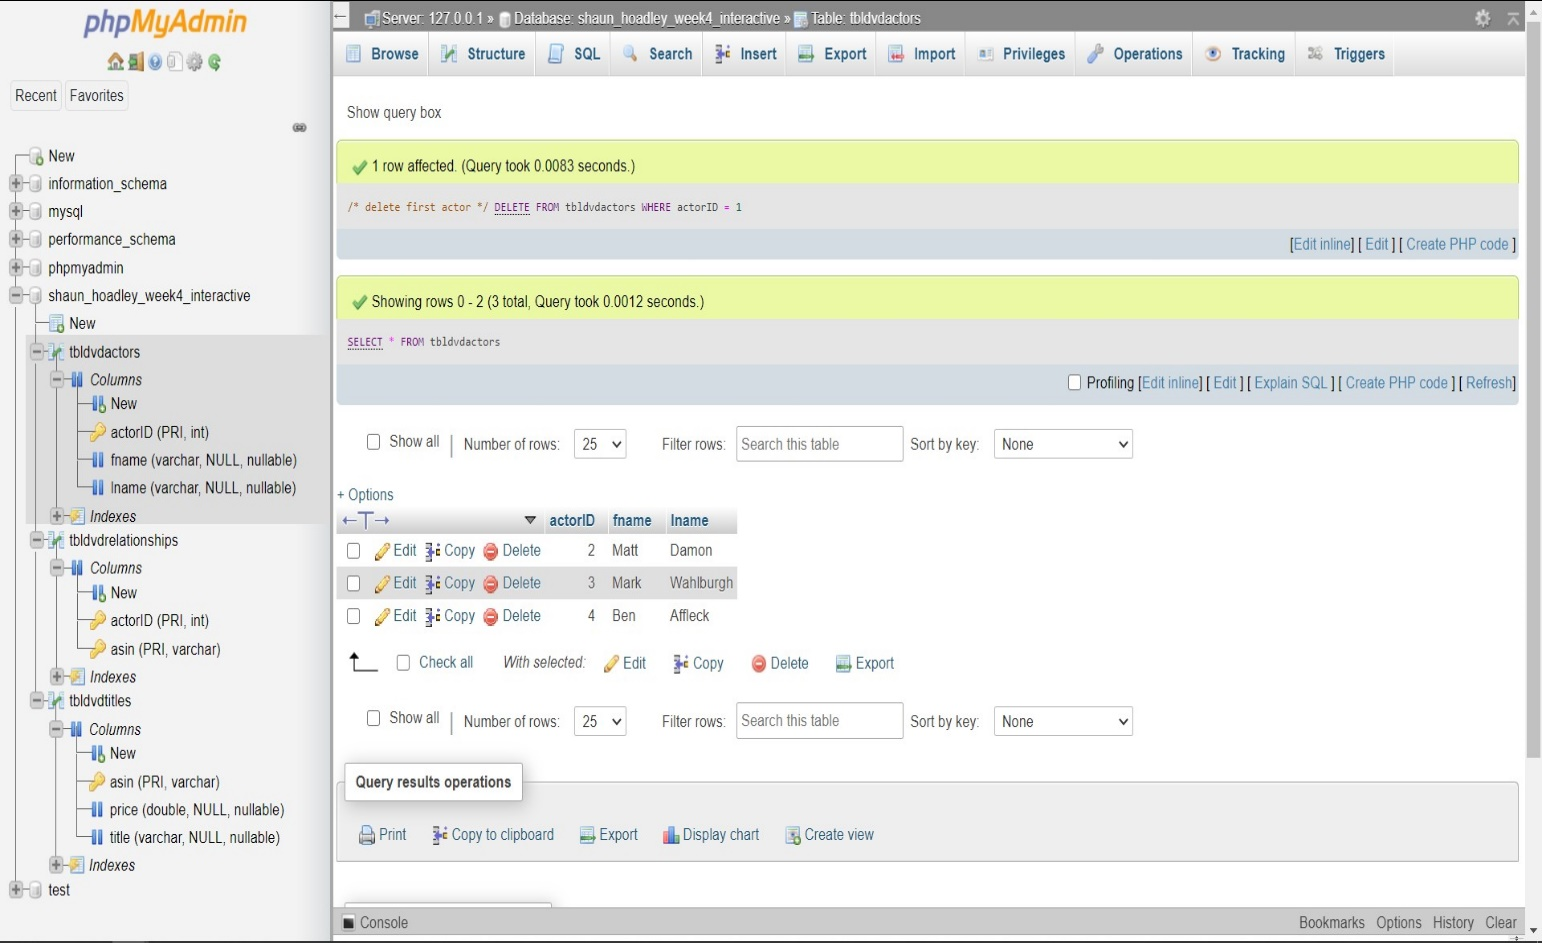 phpMyAdmin
Recent Favorites
New
information_schema
mysql
performance_schema
phpmyadmin
shaun_hoadley_week4_interactive
New
tbldvdactors
Columns
New
actorID (PRI, int)
fname (varchar, NULL, nullable)
lname (varchar, NULL, nullable)
Indexes
tbldvdrelationships
Columns
New
actorID (PRI, int)
asin (PRI, varchar)
Indexes
tbldvdtitles
Columns
New
asin (PRI, varchar)
price (double, NULL, nullable)
title (varchar, NULL, nullable)
Indexes
test
Server: 127.0.0.1 » Database: shaun_hoadley_week4_interactive » Table: tbldvdactors
Browse Structure SQL Search Insert Export Import Privileges Operations Tracking Triggers
Show query box
1 row affected. (Query took 0.0083 seconds.)
/* delete first actor */ DELETE FROM tbldvdactors WHERE actorID = 1
[Edit inline] [ Edit ] [ Create PHP code ]
Showing rows 0 - 2 (3 total, Query took 0.0012 seconds.)
SELECT * FROM tbldvdactors
Profiling [Edit inline] [ Edit ] [ Explain SQL ] [ Create PHP code ] [ Refresh]
Show all | Number of rows: 25 Filter rows: Search this table Sort by key: None
+ Options
←T→ actorID fname lname
Edit Copy Delete 2 Matt Damon
Edit Copy Delete 3 Mark Wahlburgh
Edit Copy Delete 4 Ben Affleck
Check all With selected: Edit Copy Delete Export
Show all | Number of rows: 25 Filter rows: Search this table Sort by key: None
Query results operations
Print Copy to clipboard Export Display chart Create view
Console Bookmarks Options History Clear